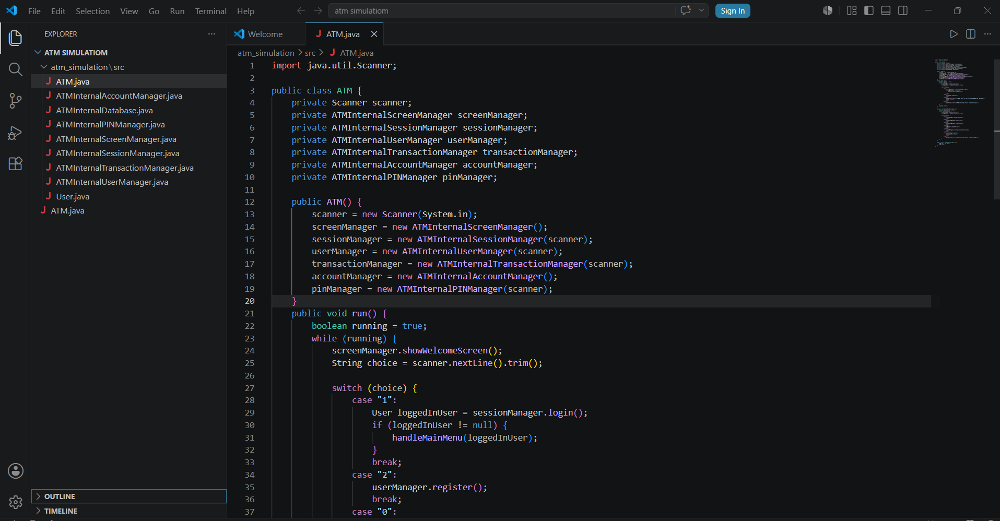 File Edit Selection View Go Run Terminal Help
atm simulatiom
Sign In
EXPLORER
ATM SIMULATIOM
atm_simulation\src
ATM.java
ATMInternalAccountManager.java
ATMInternalDatabase.java
ATMInternalPINManager.java
ATMInternalScreenManager.java
ATMInternalSessionManager.java
ATMInternalTransactionManager.java
ATMInternalUserManager.java
User.java
ATM.java
OUTLINE
TIMELINE
Welcome
ATM.java
atm_simulation > src > ATM.java
1 import java.util.Scanner;
2
3 public class ATM {
4 private Scanner scanner;
5 private ATMInternalScreenManager screenManager;
6 private ATMInternalSessionManager sessionManager;
7 private ATMInternalUserManager userManager;
8 private ATMInternalTransactionManager transactionManager;
9 private ATMInternalAccountManager accountManager;
10 private ATMInternalPINManager pinManager;
11
12 public ATM() {
13 scanner = new Scanner(System.in);
14 screenManager = new ATMInternalScreenManager();
15 sessionManager = new ATMInternalSessionManager(scanner);
16 userManager = new ATMInternalUserManager(scanner);
17 transactionManager = new ATMInternalTransactionManager(scanner);
18 accountManager = new ATMInternalAccountManager();
19 pinManager = new ATMInternalPINManager(scanner);
20 }
21 public void run() {
22 boolean running = true;
23 while (running) {
24 screenManager.showWelcomeScreen();
25 String choice = scanner.nextLine().trim();
26
27 switch (choice) {
28 case "1":
29 User loggedInUser = sessionManager.login();
30 if (loggedInUser != null) {
31 handleMainMenu(loggedInUser);
32 }
33 break;
34 case "2":
35 userManager.register();
36 break;
37 case "0":